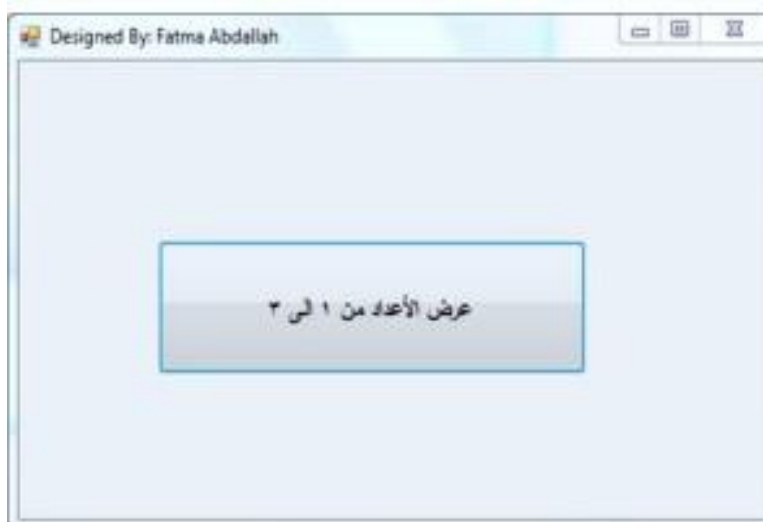 Designed By: Fatma Abdallah
عرض الأعداد من ١ الى ٣